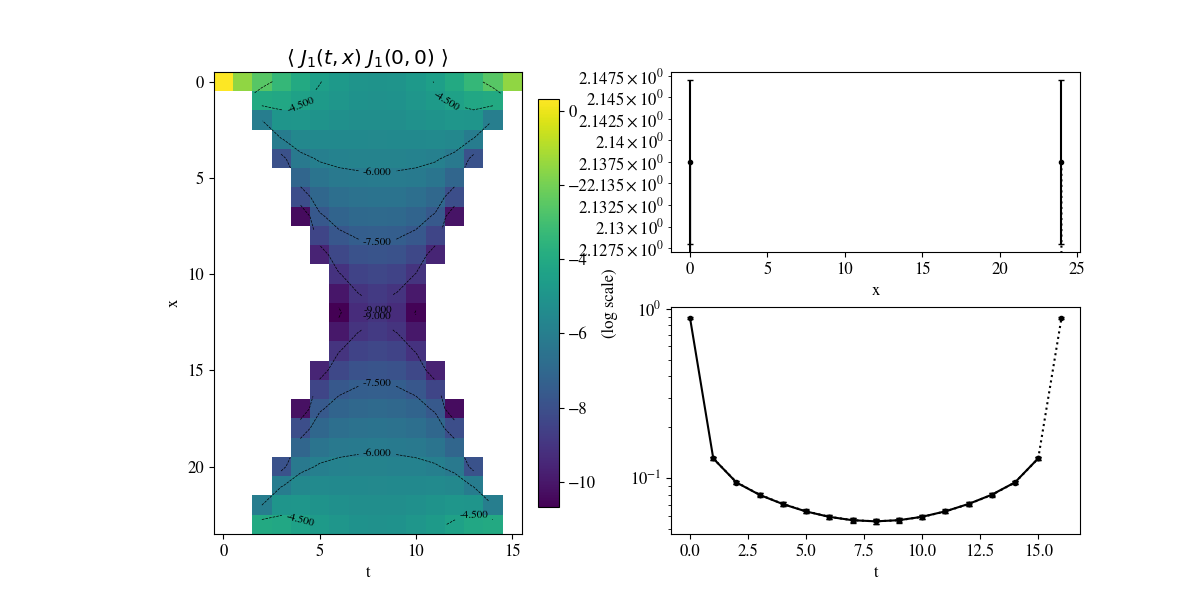 ⟨ J₁(t, x) J₁(0, 0) ⟩
0
5
10
15
20
x
0
5
10
15
t
-4.500
-4.500
-6.000
-7.500
-9.000
-9.000
-7.500
-6.000
-4.500
-4.500
0
−2
−4
−6
−8
−10
(log scale)
2.1475 × 10⁰
2.145 × 10⁰
2.1425 × 10⁰
2.14 × 10⁰
2.1375 × 10⁰
2.135 × 10⁰
2.1325 × 10⁰
2.13 × 10⁰
2.1275 × 10⁰
0
5
10
15
20
25
x
10⁰
10⁻¹
0.0
2.5
5.0
7.5
10.0
12.5
15.0
t